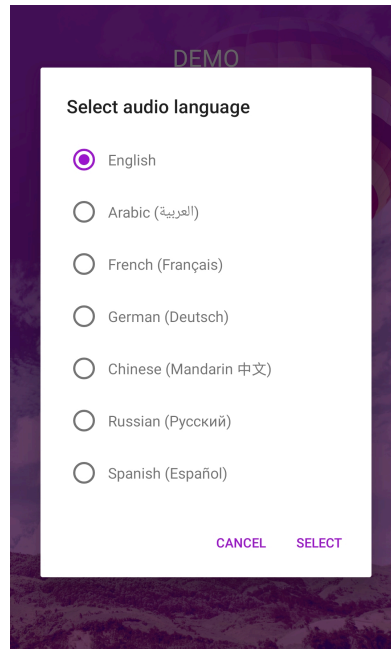 DEMO
Select audio language
English
Arabic (العربية)
French (Français)
German (Deutsch)
Chinese (Mandarin 中文)
Russian (Русский)
Spanish (Español)
CANCEL SELECT